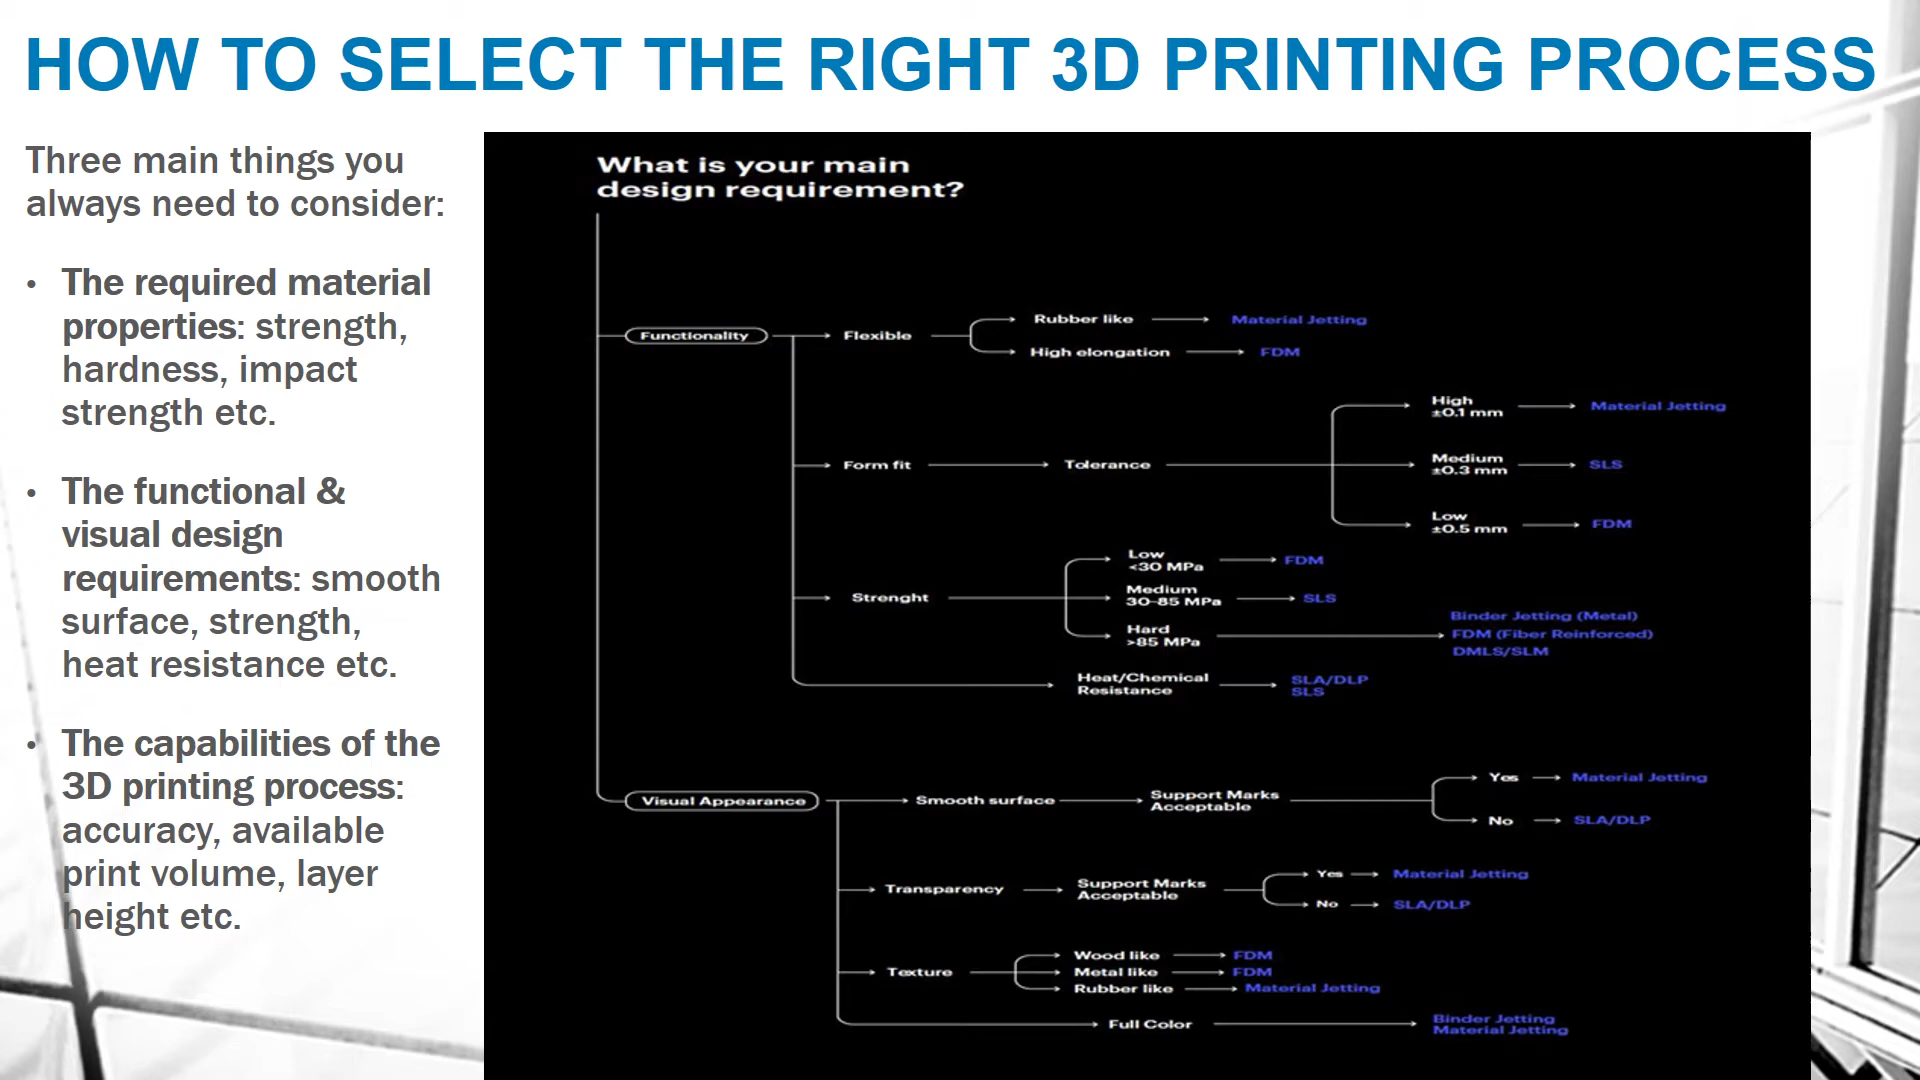 HOW TO SELECT THE RIGHT 3D PRINTING PROCESS
Three main things you
always need to consider:
• The required material
properties: strength,
hardness, impact
strength etc.
• The functional &
visual design
requirements: smooth
surface, strength,
heat resistance etc.
• The capabilities of the
3D printing process:
accuracy, available
print volume, layer
height etc.
What is your main
design requirement?
Functionality
Flexible
Rubber like
Material Jetting
High elongation
FDM
Form fit
Tolerance
High
±0.1 mm
Material Jetting
Medium
±0.3 mm
SLS
Low
±0.5 mm
FDM
Strenght
Low
<30 MPa
FDM
Medium
30-85 MPa
SLS
Hard
>85 MPa
Binder Jetting (Metal)
FDM (Fiber Reinforced)
DMLS/SLM
Heat/Chemical
Resistance
SLA/DLP
SLS
Visual Appearance
Smooth surface
Support Marks
Acceptable
Yes
Material Jetting
No
SLA/DLP
Transparency
Support Marks
Acceptable
Yes
Material Jetting
No
SLA/DLP
Texture
Wood like
FDM
Metal like
FDM
Rubber like
Material Jetting
Full Color
Binder Jetting
Material Jetting